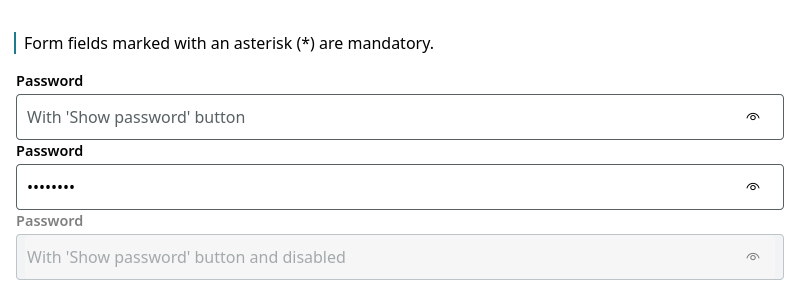 Form fields marked with an asterisk (*) are mandatory.
Password
With 'Show password' button
Password
••••••••
Password
With 'Show password' button and disabled